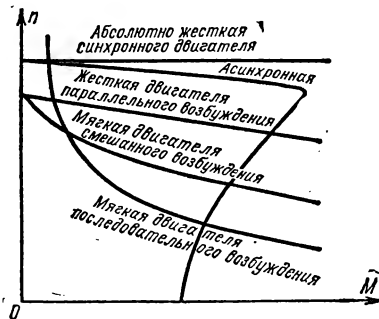 n
Абсолютно жесткая
синхронного двигателя
Асинхронная
Жесткая двигателя
параллельного возбуждения
Мягкая двигателя
смешанного возбуждения
Мягкая двигателя
последовательного возбуждения
0
M